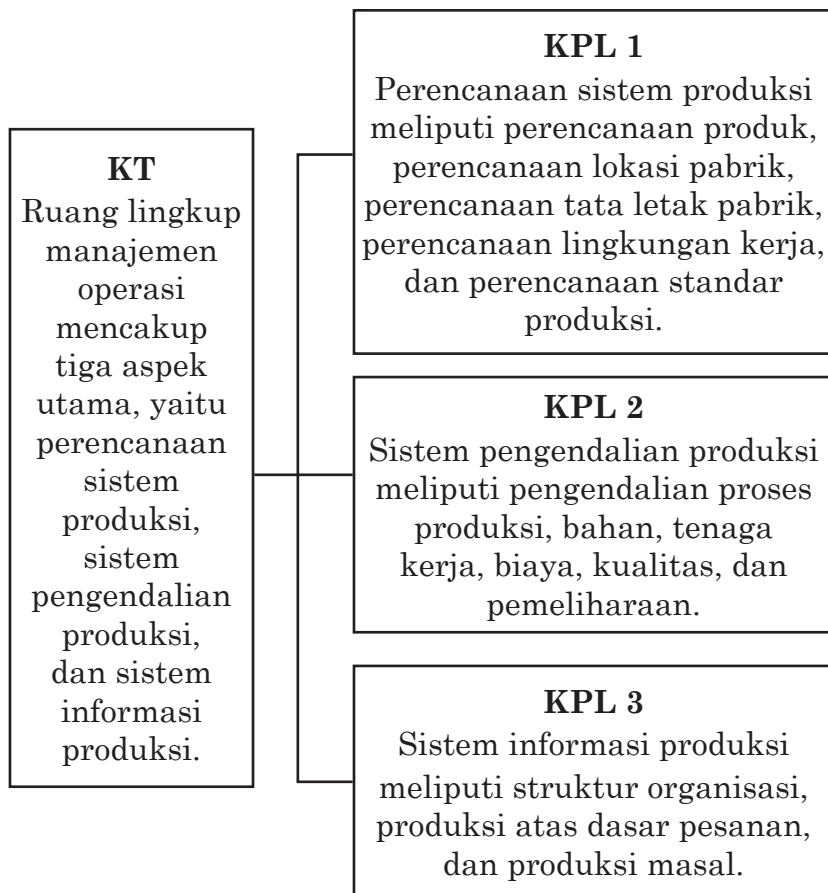 KT
Ruang lingkup
manajemen
operasi
mencakup
tiga aspek
utama, yaitu
perencanaan
sistem
produksi,
sistem
pengendalian
produksi,
dan sistem
informasi
produksi.
KPL 1
Perencanaan sistem produksi
meliputi perencanaan produk,
perencanaan lokasi pabrik,
perencanaan tata letak pabrik,
perencanaan lingkungan kerja,
dan perencanaan standar
produksi.
KPL 2
Sistem pengendalian produksi
meliputi pengendalian proses
produksi, bahan, tenaga
kerja, biaya, kualitas, dan
pemeliharaan.
KPL 3
Sistem informasi produksi
meliputi struktur organisasi,
produksi atas dasar pesanan,
dan produksi masal.